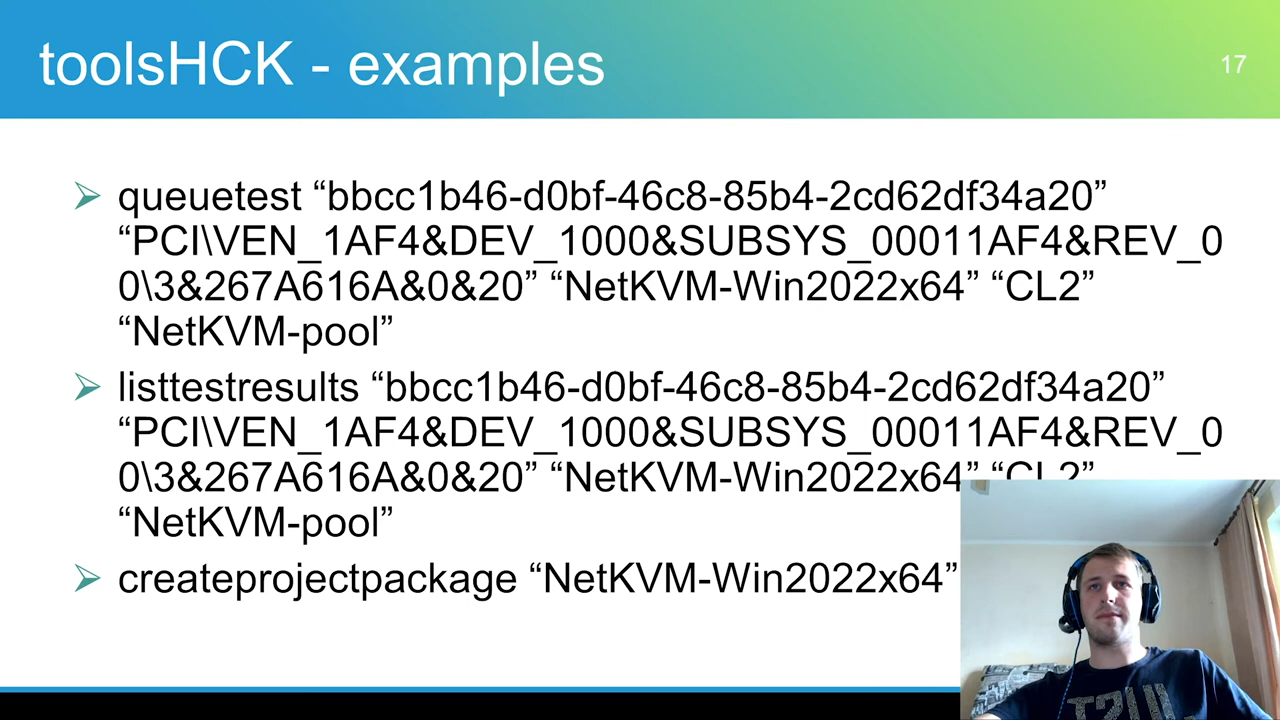 toolsHCK - examples
17
queuetest “bbcc1b46-d0bf-46c8-85b4-2cd62df34a20”
“PCI\VEN_1AF4&DEV_1000&SUBSYS_00011AF4&REV_0
0\3&267A616A&0&20” “NetKVM-Win2022x64” “CL2”
“NetKVM-pool”
listtestresults “bbcc1b46-d0bf-46c8-85b4-2cd62df34a20”
“PCI\VEN_1AF4&DEV_1000&SUBSYS_00011AF4&REV_0
0\3&267A616A&0&20” “NetKVM-Win2022x64” “CL2”
“NetKVM-pool”
createprojectpackage “NetKVM-Win2022x64”